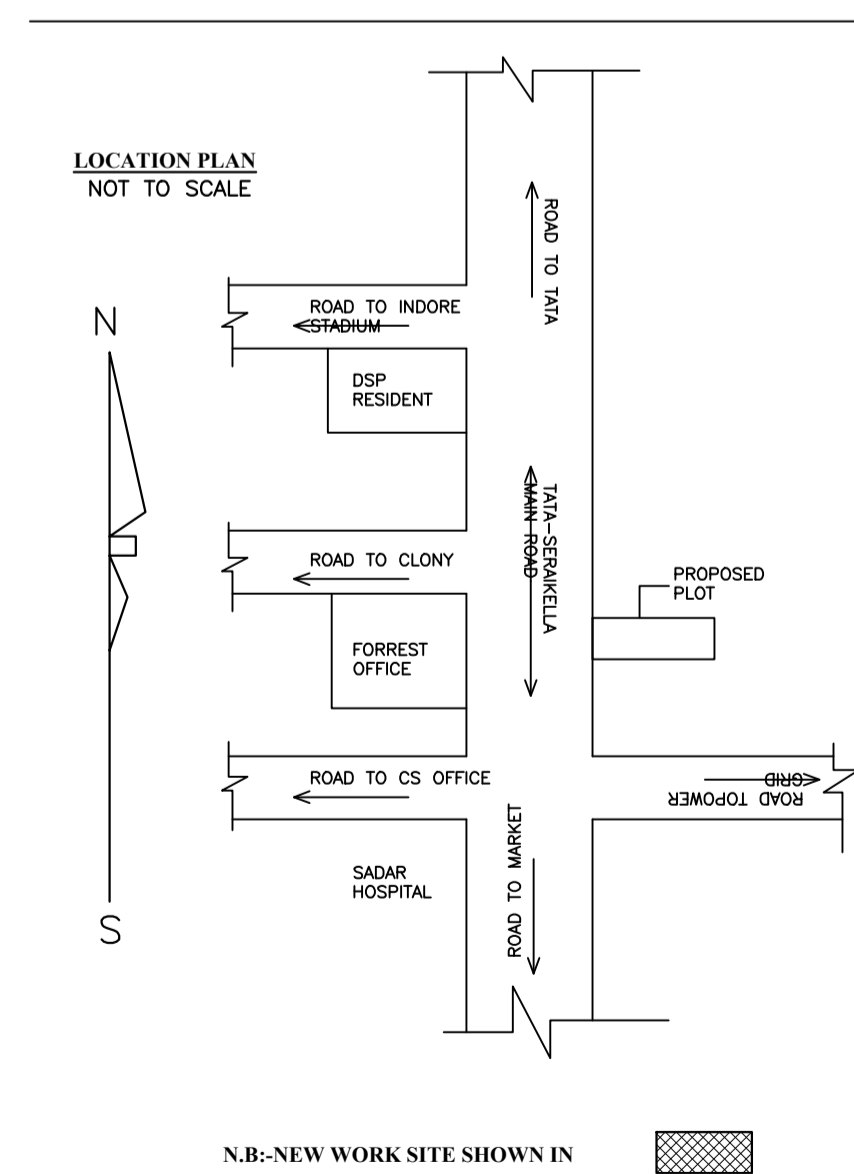 LOCATION PLAN
NOT TO SCALE
N
ROAD TO TATA
ROAD TO INDORE
STADIUM
DSP
RESIDENT
TATA-SERAIKELLA
MAIN ROAD
ROAD TO CLONY
PROPOSED
PLOT
FORREST
OFFICE
ROAD TO CS OFFICE
ROAD TOPOWER
GRID
ROAD TO MARKET
SADAR
HOSPITAL
S
N.B:-NEW WORK SITE SHOWN IN